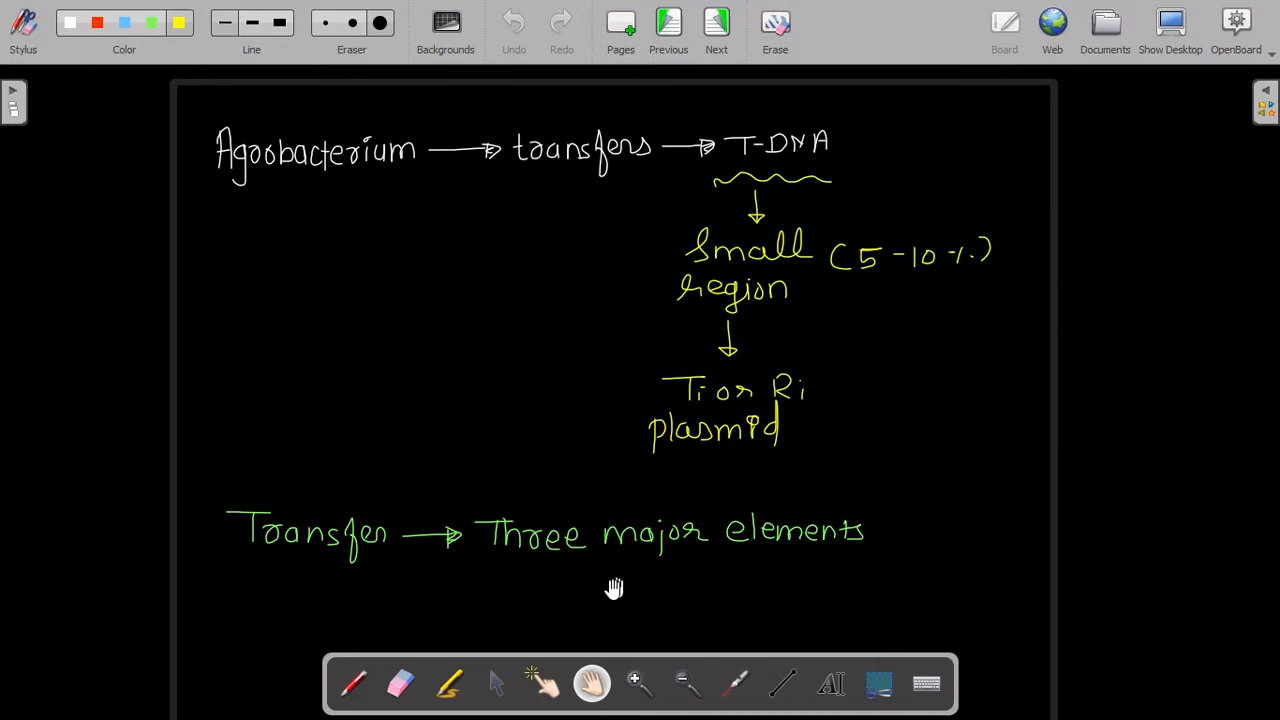 Stylus
Color
Line
Eraser
Backgrounds
Undo
Redo
Pages
Previous
Next
Erase
Board
Web
Documents
Show Desktop
OpenBoard
Agrobacterium → transfers → T-DNA
↓
Small (5-10%)
region
↓
Ti or Ri
plasmid
Transfer → Three major elements
AI